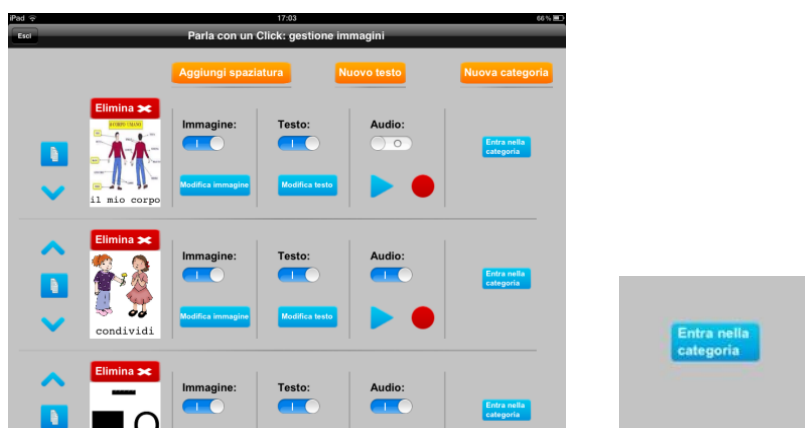 iPad 17:03 66%
Esci Parla con un Click: gestione immagini
Aggiungi spaziatura Nuovo testo Nuova categoria
Elimina
Immagine: Testo: Audio:
Entra nella
categoria
Modifica immagine Modifica testo
il mio corpo
Elimina
Immagine: Testo: Audio:
Entra nella
categoria
Modifica immagine Modifica testo
condividi
Elimina
Immagine: Testo: Audio:
Entra nella
categoria
Entra nella
categoria